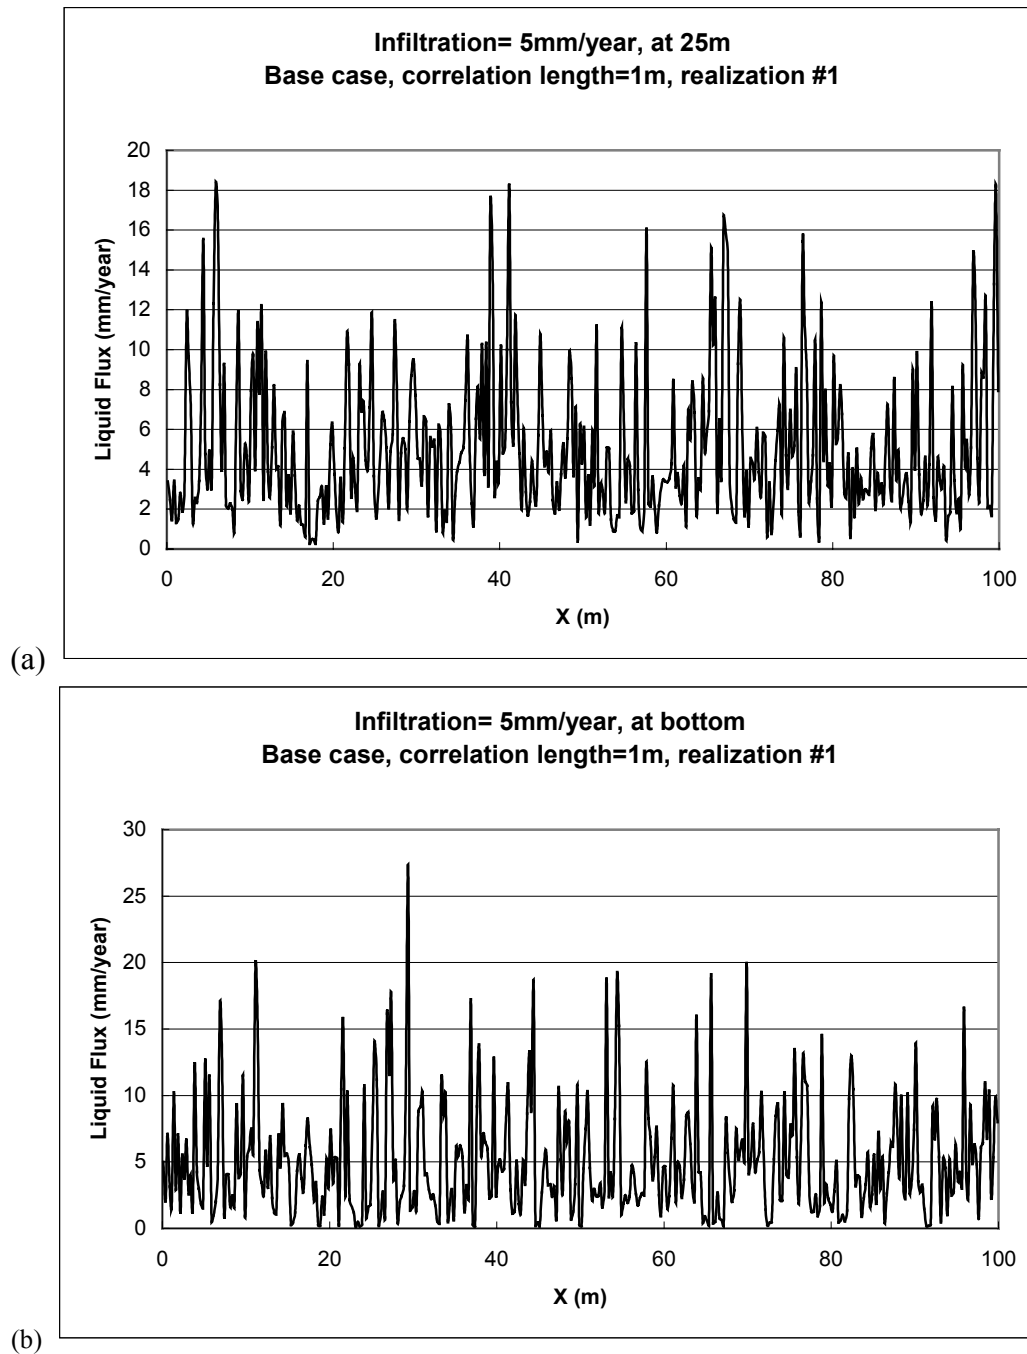 Infiltration= 5mm/year, at 25m
Base case, correlation length=1m, realization #1
20
18
16
14
12
10
8
6
4
2
0
Liquid Flux (mm/year)
0 20 40 60 80 100
X (m)
(a)
Infiltration= 5mm/year, at bottom
Base case, correlation length=1m, realization #1
30
25
20
15
10
5
0
Liquid Flux (mm/year)
0 20 40 60 80 100
X (m)
(b)